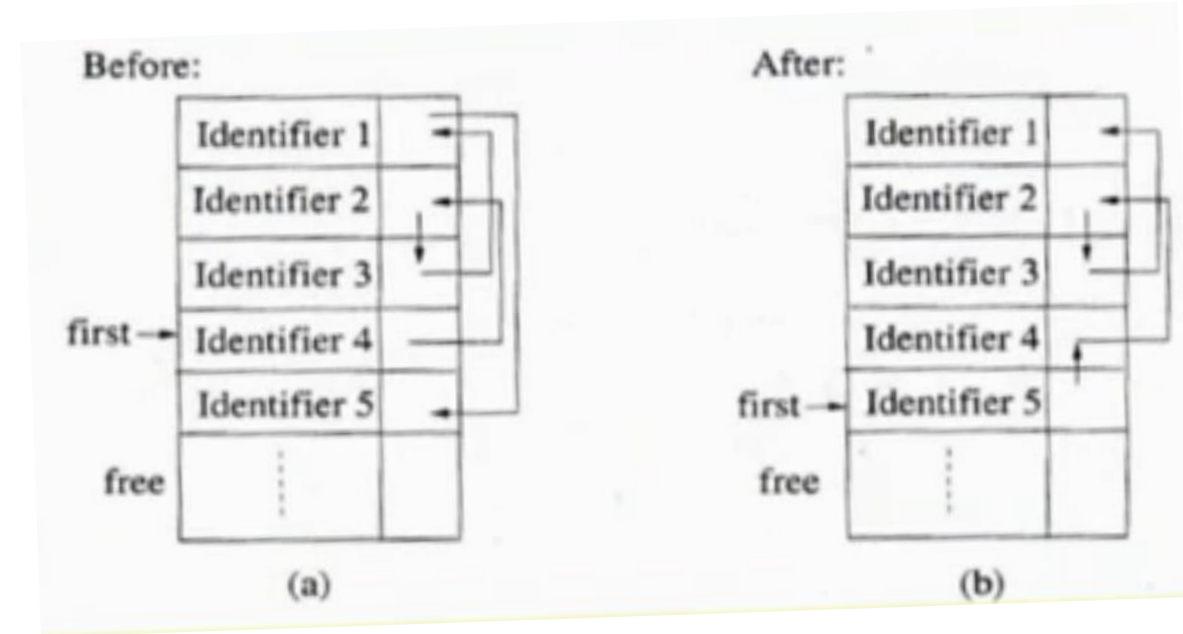 Before:
Identifier 1
Identifier 2
Identifier 3
first
Identifier 4
Identifier 5
free
(a)
After:
Identifier 1
Identifier 2
Identifier 3
Identifier 4
first
Identifier 5
free
(b)